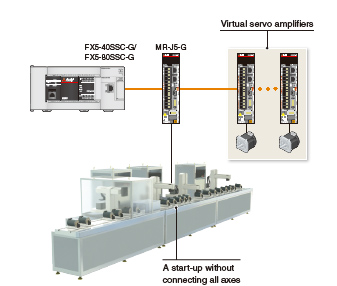 Virtual servo amplifiers
FX5-40SSC-G/
FX5-80SSC-G
MR-J5-G
A start-up without
connecting all axes